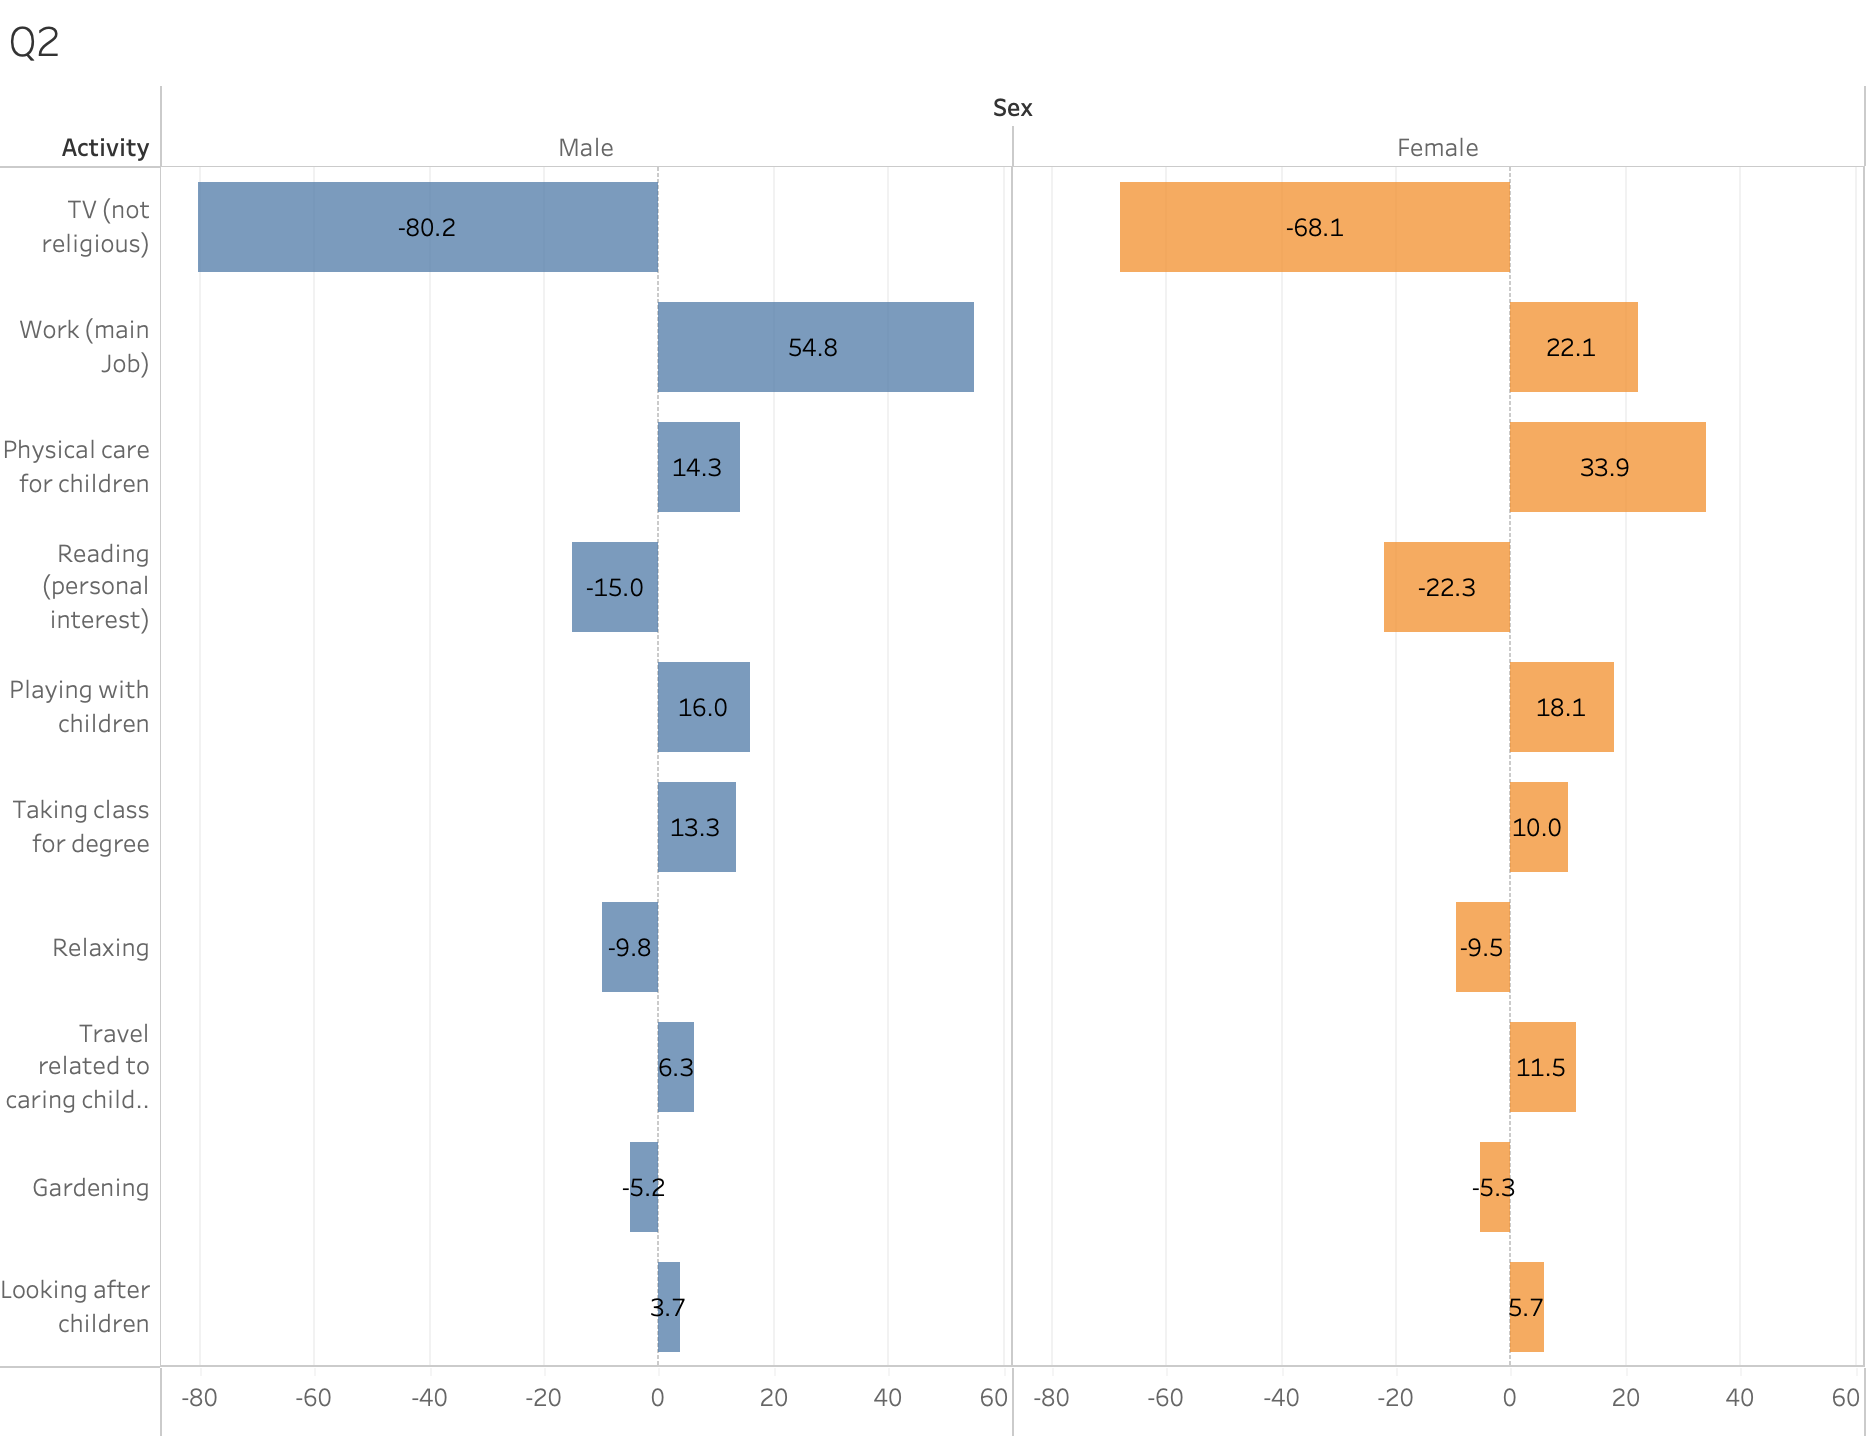 Q2
Sex
Activity
Male
Female
TV (not
religious)
-80.2
-68.1
Work (main
Job)
54.8
22.1
Physical care
for children
14.3
33.9
Reading
(personal
interest)
-15.0
-22.3
Playing with
children
16.0
18.1
Taking class
for degree
13.3
10.0
Relaxing
-9.8
-9.5
Travel
related to
caring child..
6.3
11.5
Gardening
-5.2
-5.3
Looking after
children
3.7
5.7
-80 -60 -40 -20 0 20 40 60 -80 -60 -40 -20 0 20 40 60